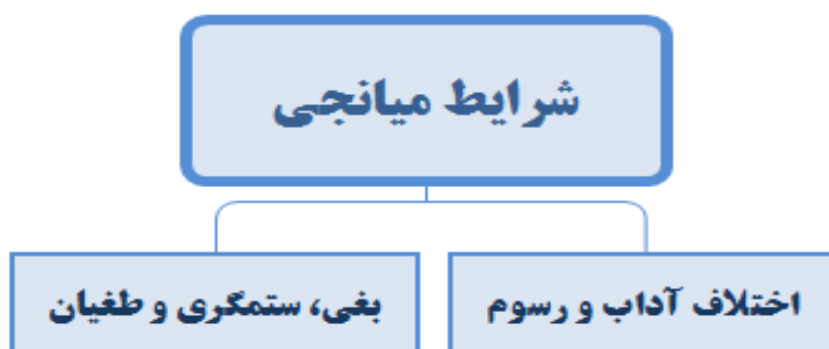 شرایط میانجی
اختلاف آداب و رسوم
بغی، ستمگری و طغیان